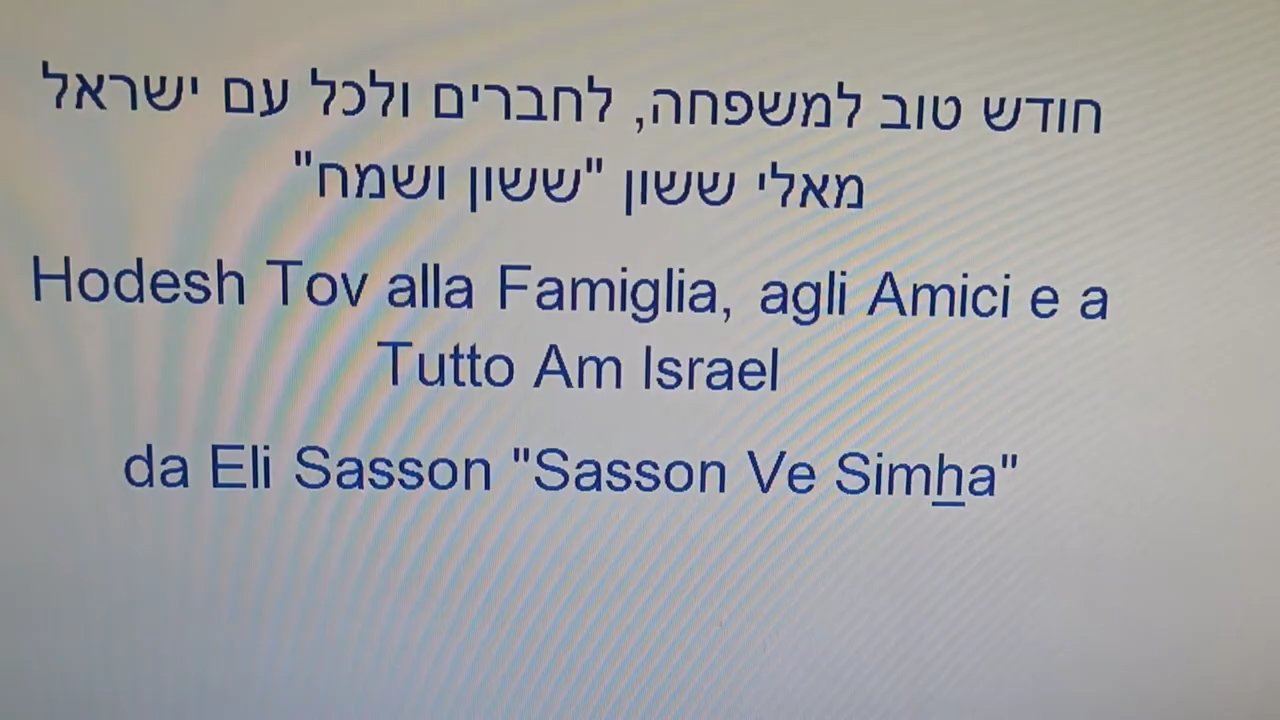 חודש טוב למשפחה, לחברים ולכל עם ישראל
מאלי ששון "ששון ושמח"
Hodesh Tov alla Famiglia, agli Amici e a
Tutto Am Israel
da Eli Sasson "Sasson Ve Simẖa"